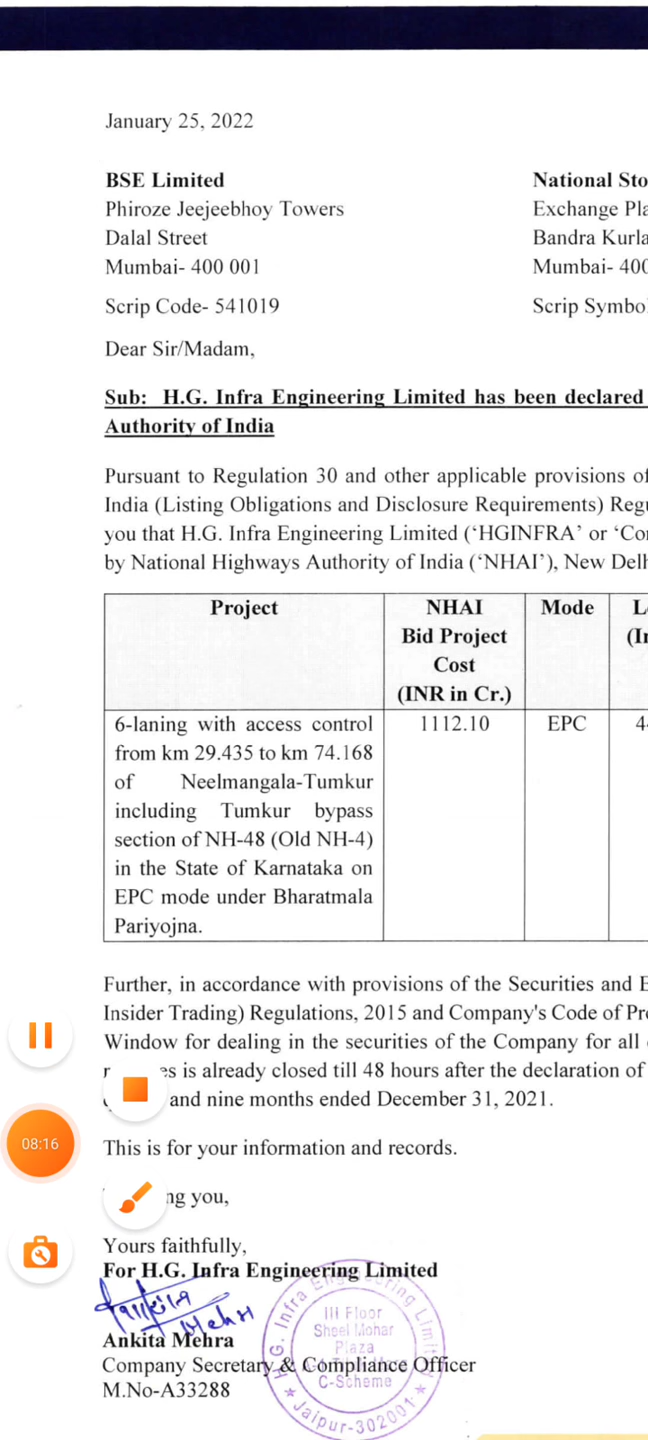 January 25, 2022
BSE Limited
Phiroze Jeejeebhoy Towers
Dalal Street
Mumbai- 400 001
Scrip Code- 541019
National Sto
Exchange Pla
Bandra Kurla
Mumbai- 400
Scrip Symbol
Dear Sir/Madam,
Sub: H.G. Infra Engineering Limited has been declared
Authority of India
Pursuant to Regulation 30 and other applicable provisions of
India (Listing Obligations and Disclosure Requirements) Regu
you that H.G. Infra Engineering Limited (‘HGINFRA’ or ‘Cor
by National Highways Authority of India (‘NHAI’), New Delh
Project
NHAI
Bid Project
Cost
(INR in Cr.)
Mode
6-laning with access control
from km 29.435 to km 74.168
of Neelmangala-Tumkur
including Tumkur bypass
section of NH-48 (Old NH-4)
in the State of Karnataka on
EPC mode under Bharatmala
Pariyojna.
1112.10
EPC
Further, in accordance with provisions of the Securities and E
Insider Trading) Regulations, 2015 and Company's Code of Pr
Window for dealing in the securities of the Company for all
es is already closed till 48 hours after the declaration of
and nine months ended December 31, 2021.
This is for your information and records.
ng you,
Yours faithfully,
For H.G. Infra Engineering Limited
Ankita Mehra
Ankita Mehra
Company Secretary & Compliance Officer
M.No-A33288
H.G. Infra Engineering Limited
III Floor
Sheel Mohar
Plaza
C-Scheme
Jaipur-302001
08:16